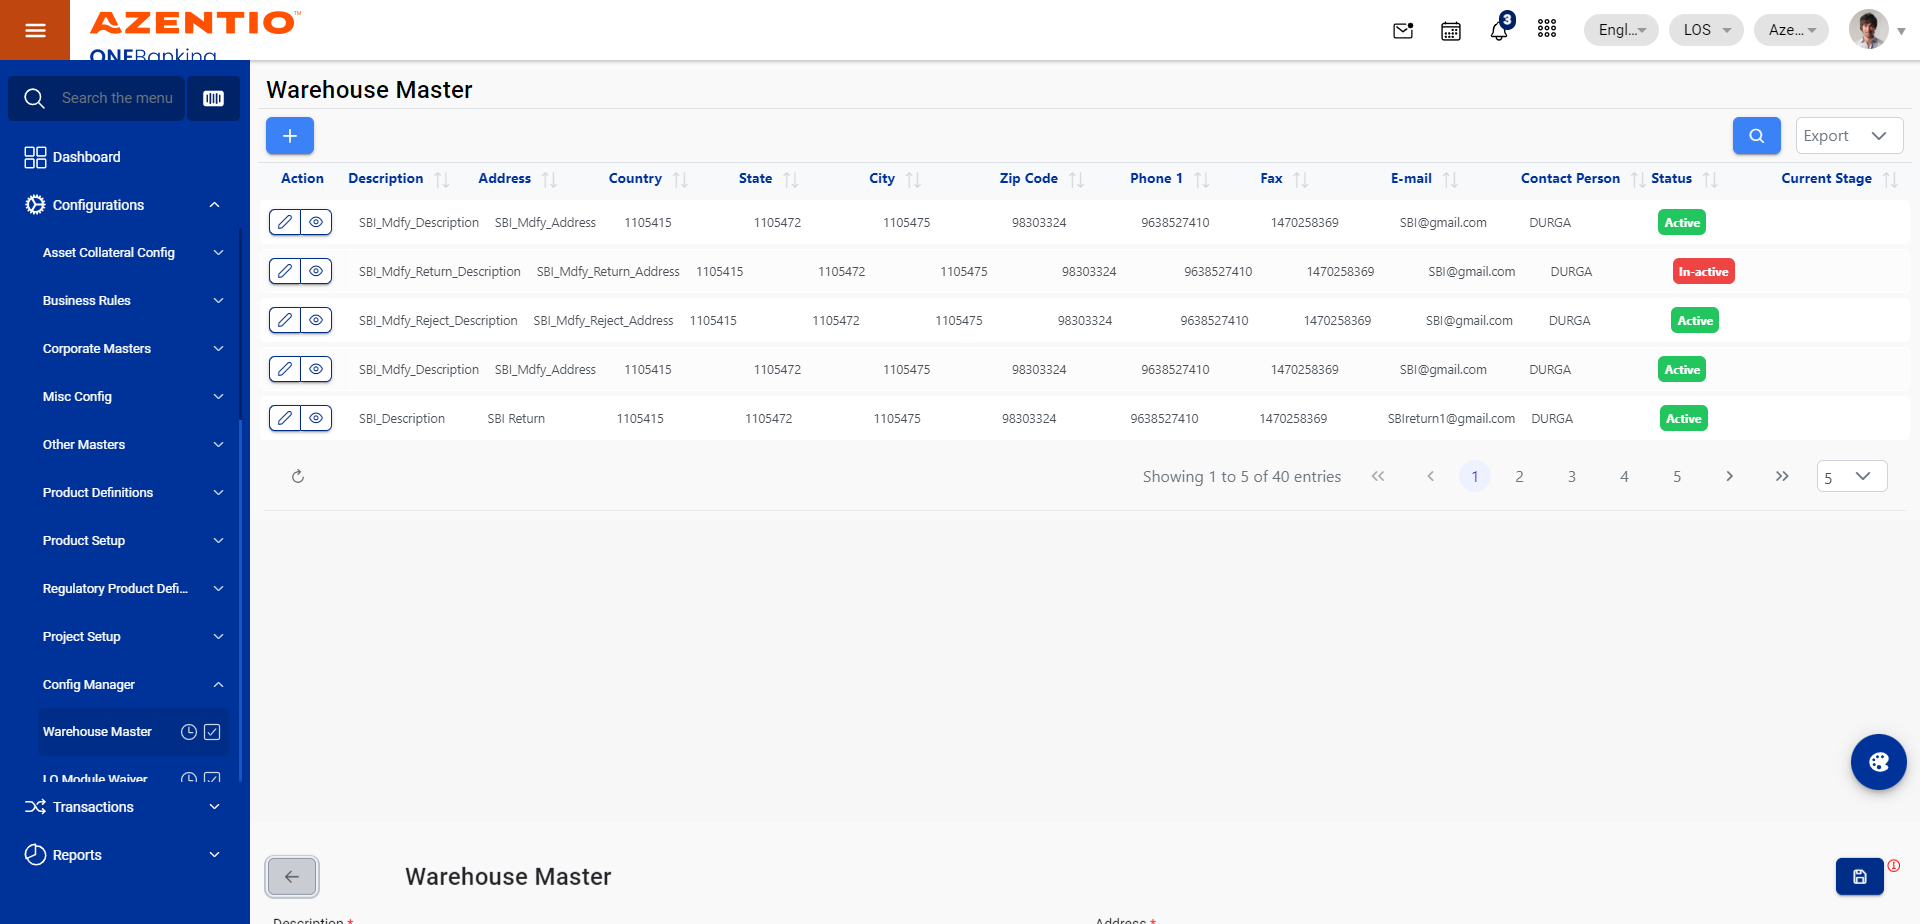 AZENTIO™
ONEBanking
3
Engl...
LOS
Aze...
Search the menu
Dashboard
Configurations
Asset Collateral Config
Business Rules
Corporate Masters
Misc Config
Other Masters
Product Definitions
Product Setup
Regulatory Product Defi...
Project Setup
Config Manager
Warehouse Master
LO Module Waiver
Transactions
Reports
Warehouse Master
Export
Action Description Address Country State City Zip Code Phone 1 Fax E-mail Contact Person Status Current Stage
SBI_Mdfy_Description SBI_Mdfy_Address 1105415 1105472 1105475 98303324 9638527410 1470258369 SBI@gmail.com DURGA Active
SBI_Mdfy_Return_Description SBI_Mdfy_Return_Address 1105415 1105472 1105475 98303324 9638527410 1470258369 SBI@gmail.com DURGA In-active
SBI_Mdfy_Reject_Description SBI_Mdfy_Reject_Address 1105415 1105472 1105475 98303324 9638527410 1470258369 SBI@gmail.com DURGA Active
SBI_Mdfy_Description SBI_Mdfy_Address 1105415 1105472 1105475 98303324 9638527410 1470258369 SBI@gmail.com DURGA Active
SBI_Description SBI Return 1105415 1105472 1105475 98303324 9638527410 1470258369 SBIreturn1@gmail.com DURGA Active
Showing 1 to 5 of 40 entries 1 2 3 4 5 5
Warehouse Master
Description * Address *